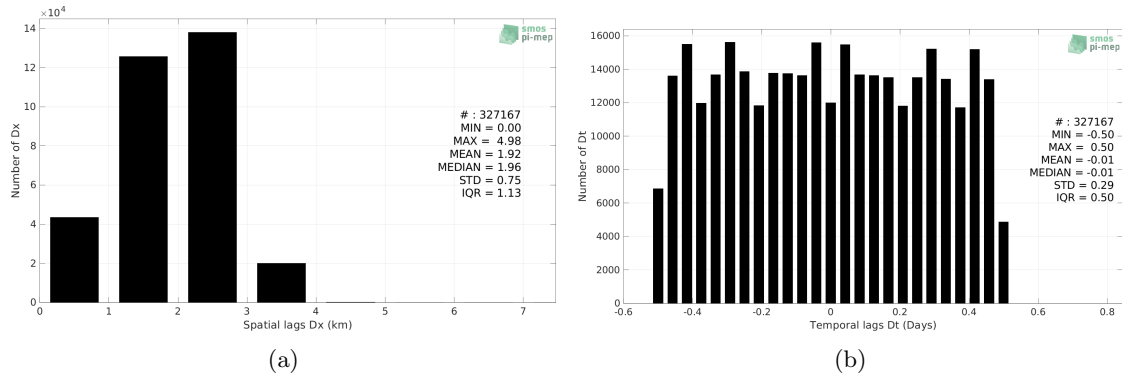 ×10⁴
14
12
10
8
6
4
2
0
Number of Dx
0 1 2 3 4 5 6 7
Spatial lags Dx (km)
smos
pi-mep
# : 327167
MIN = 0.00
MAX = 4.98
MEAN = 1.92
MEDIAN = 1.96
STD = 0.75
IQR = 1.13
(a)
16000
14000
12000
10000
8000
6000
4000
2000
0
Number of Dt
-0.6 -0.4 -0.2 0 0.2 0.4 0.6 0.8
Temporal lags Dt (Days)
smos
pi-mep
# : 327167
MIN = -0.50
MAX = 0.50
MEAN = -0.01
MEDIAN = -0.01
STD = 0.29
IQR = 0.50
(b)